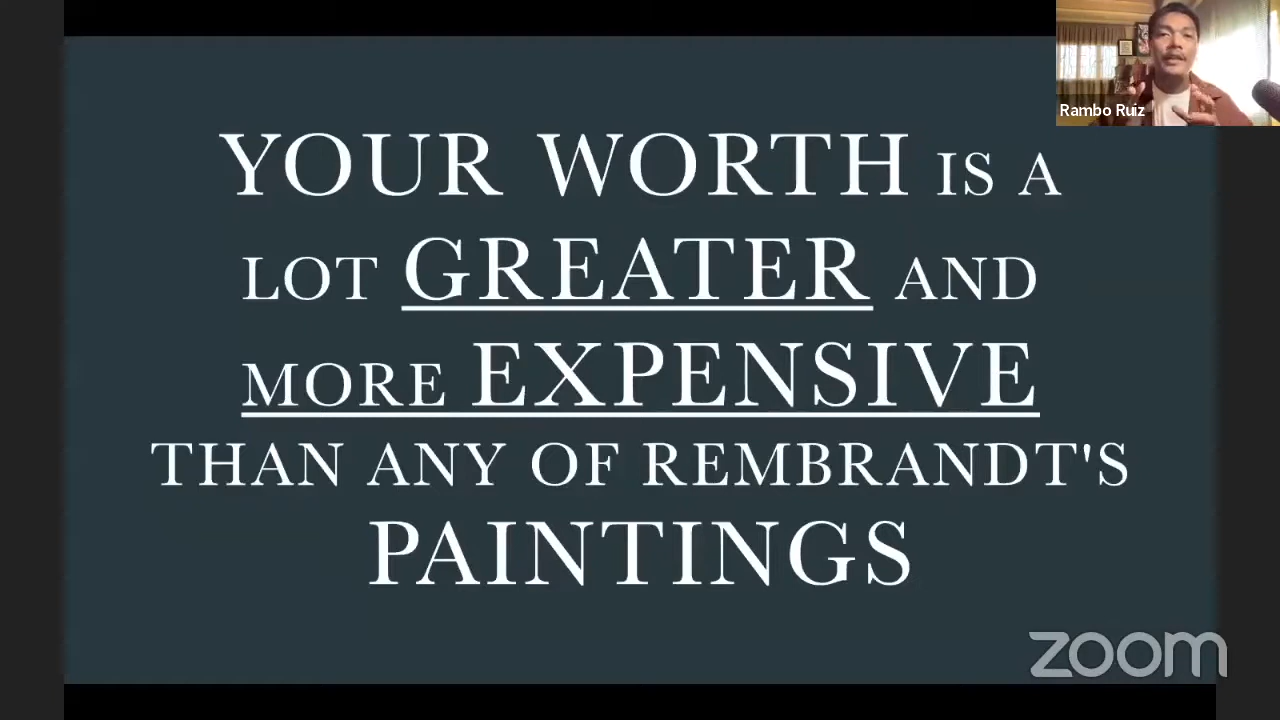 Rambo Ruiz
YOUR WORTH IS A
LOT GREATER AND
MORE EXPENSIVE
THAN ANY OF REMBRANDT'S
PAINTINGS
zoom